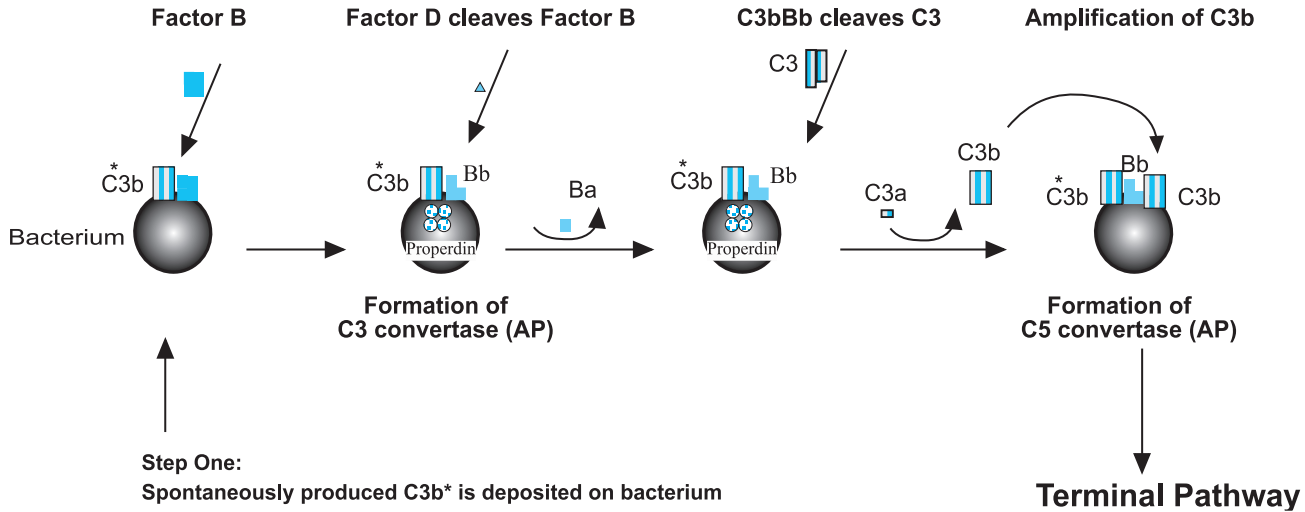 Factor B
Factor D cleaves Factor B
C3bBb cleaves C3
Amplification of C3b
C3
*
C3b
*
C3b
Bb
Ba
*
C3b
Bb
C3a
C3b
*
C3b
Bb
C3b
Bacterium
Properdin
Properdin
Formation of
C3 convertase (AP)
Formation of
C5 convertase (AP)
Step One:
Spontaneously produced C3b* is deposited on bacterium
Terminal Pathway